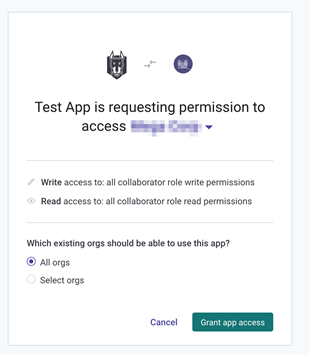 Test App is requesting permission to
access
Write access to: all collaborator role write permissions
Read access to: all collaborator role read permissions
Which existing orgs should be able to use this app?
All orgs
Select orgs
Cancel
Grant app access